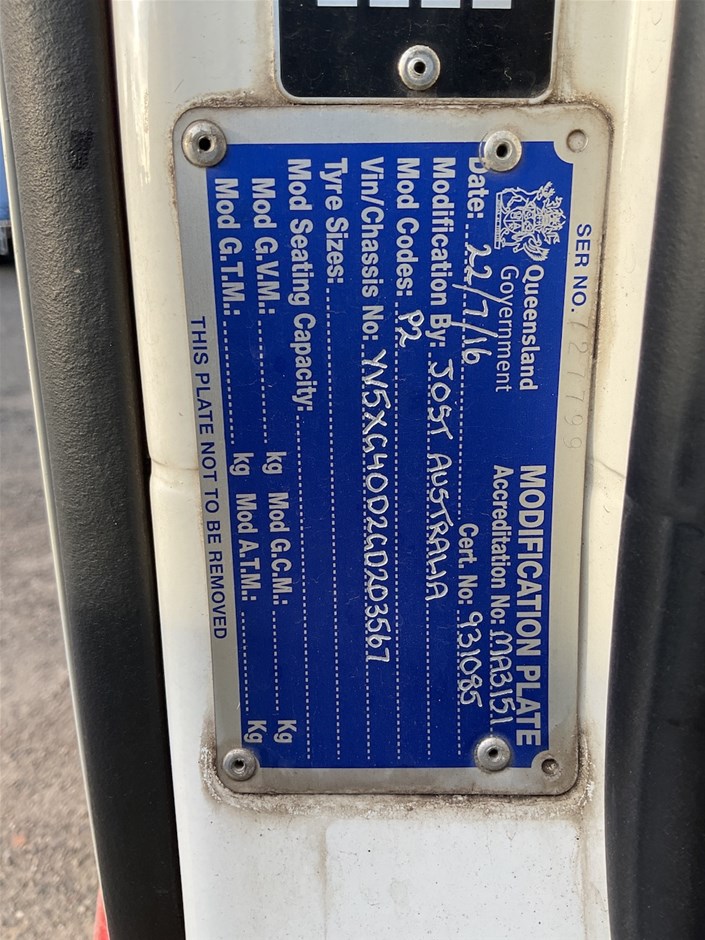 SER NO. 127799
Queensland
Government
MODIFICATION PLATE
Accreditation No: MA3151
Date: 22/7/16 Cert. No: 931085
Modification By: JOST AUSTRALIA
Mod Codes: P2
Vin/Chassis No: YV5XG40D2GD203567
Tyre Sizes:
Mod Seating Capacity:
Mod G.V.M.: kg Mod G.C.M.: Kg
Mod G.T.M.: kg Mod A.T.M.: Kg
THIS PLATE NOT TO BE REMOVED